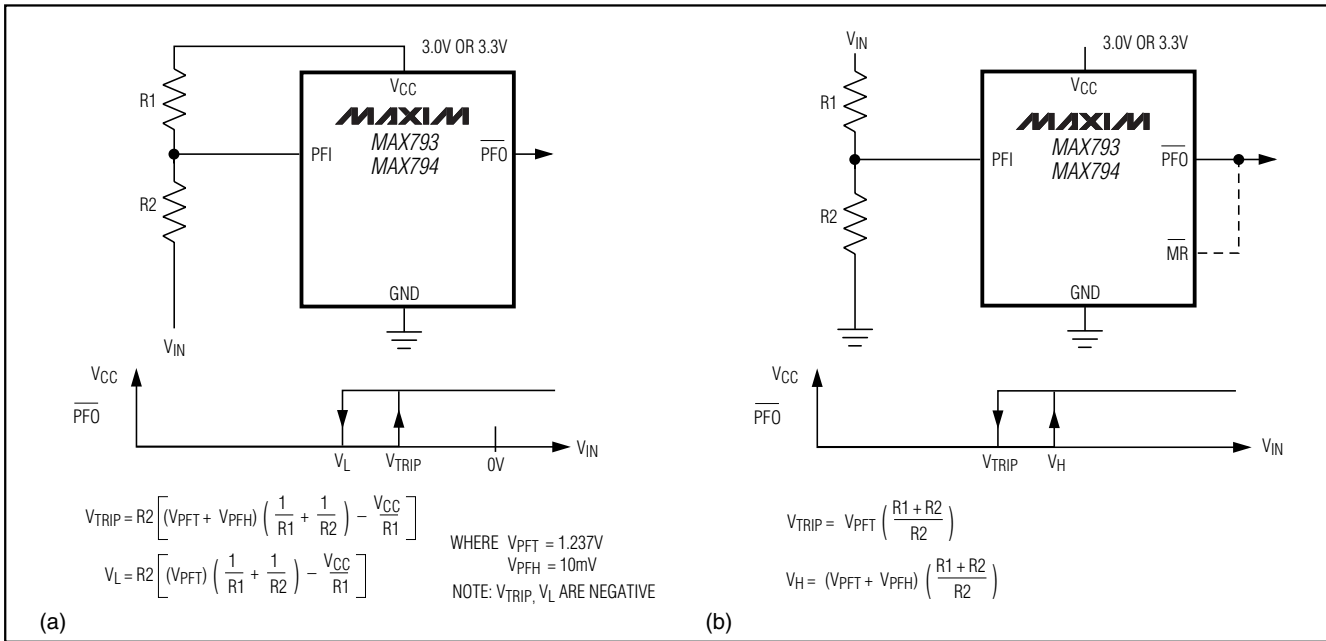 3.0V OR 3.3V
R1
VCC
MAXIM
MAX793
MAX794
PFI
PFO
R2
GND
VIN
VCC
PFO
VL
VTRIP
0V
VIN
VTRIP = R2 [ (VPFT + VPFH) ( 1/R1 + 1/R2 ) – VCC/R1 ]
VL = R2 [ (VPFT) ( 1/R1 + 1/R2 ) – VCC/R1 ]
WHERE VPFT = 1.237V
VPFH = 10mV
NOTE: VTRIP, VL ARE NEGATIVE
(a)
VIN
3.0V OR 3.3V
R1
VCC
MAXIM
MAX793
MAX794
PFI
PFO
R2
MR
GND
VCC
PFO
VTRIP
VH
VIN
VTRIP = VPFT ( R1 + R2 / R2 )
VH = (VPFT + VPFH) ( R1 + R2 / R2 )
(b)